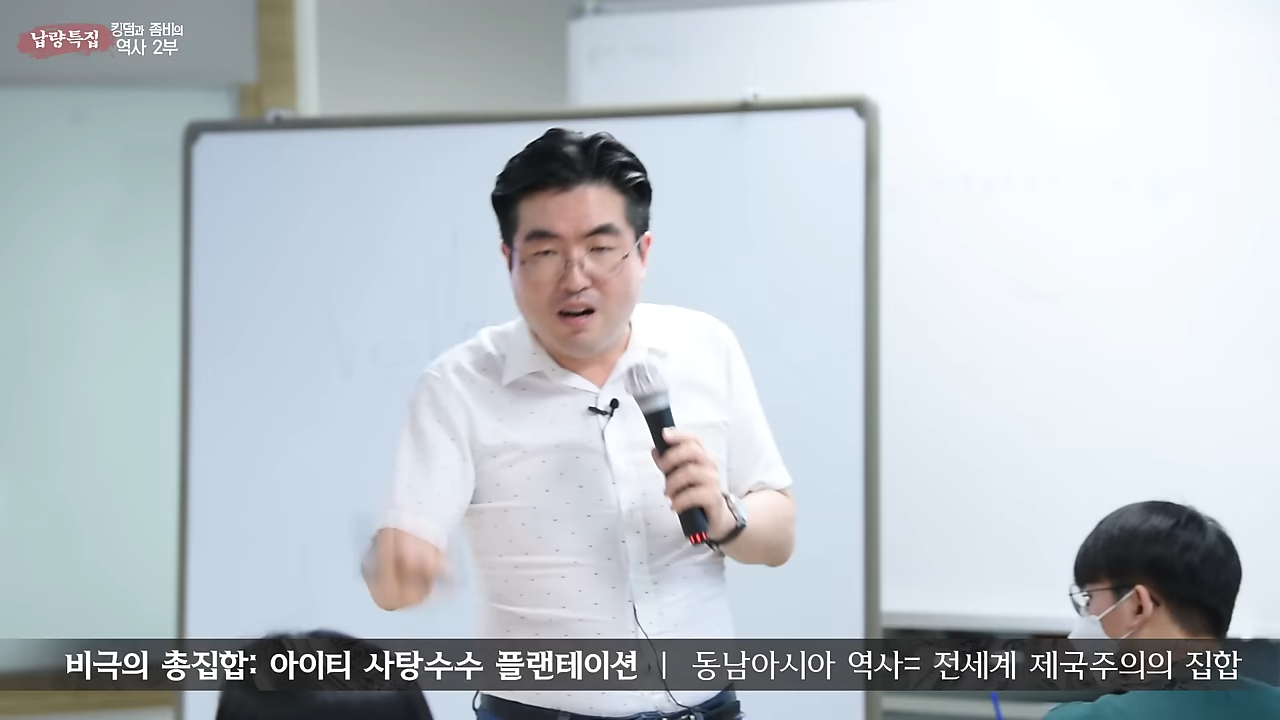 납량특집
킹덤과 좀비의
역사 2부
비극의 총집합: 아이티 사탕수수 플랜테이션 | 동남아시아 역사= 전세계 제국주의의 집합